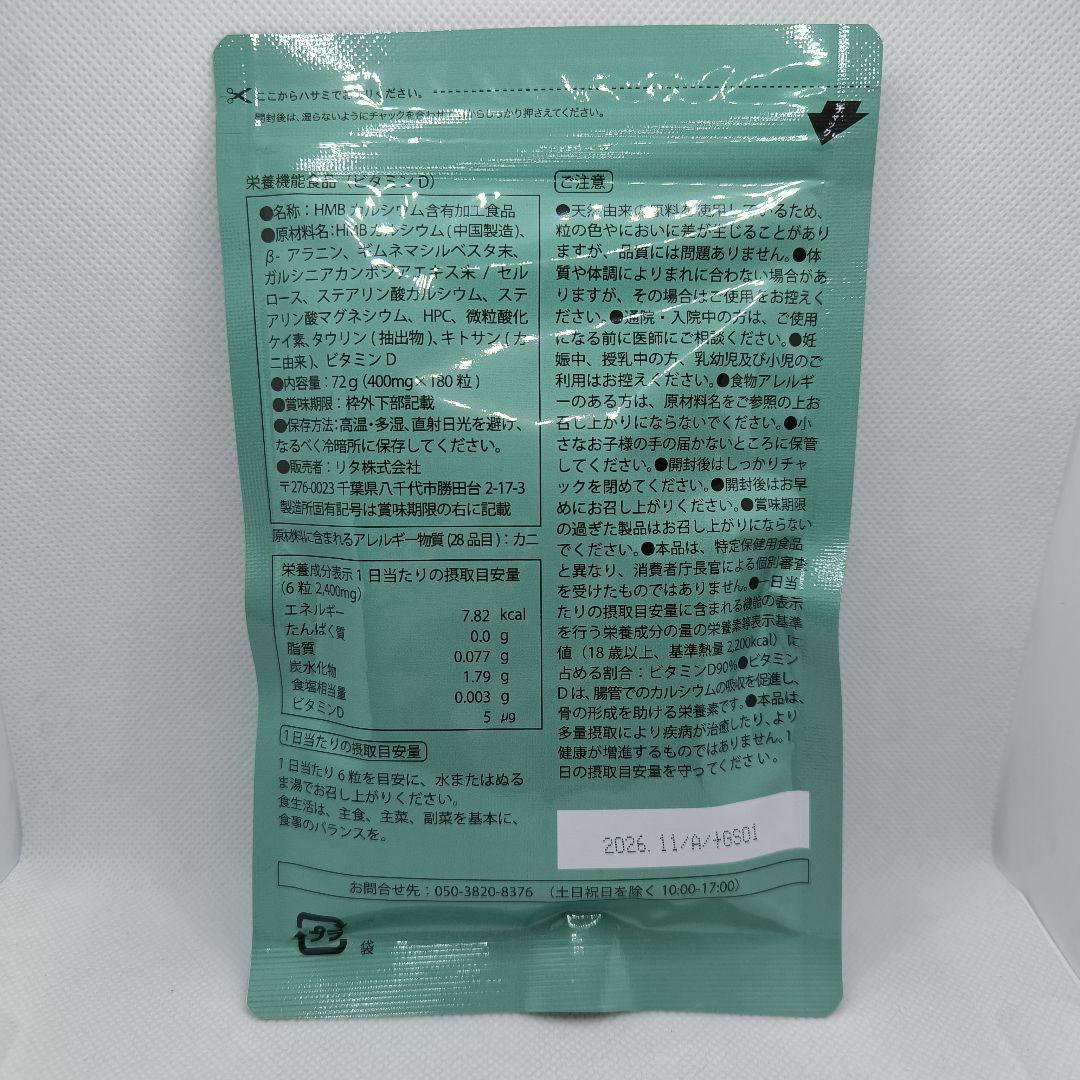 ここからハサミでお切りください。
開封後は、湿らないようにチャックを合わせて、上からしっかり押さえてください。
チャック
栄養機能食品（ビタミンD）
●名称：HMBカルシウム含有加工食品
●原材料名：HMBカルシウム(中国製造)、
β-アラニン、ギムネマシルベスタ末、
ガルシニアカンボジアエキス末 / セル
ロース、ステアリン酸カルシウム、ステ
アリン酸マグネシウム、HPC、微粒酸化
ケイ素、タウリン(抽出物)、キトサン(カ
ニ由来)、ビタミンD
●内容量：72g（400mg×180粒）
●賞味期限：枠外下部記載
●保存方法：高温・多湿、直射日光を避け、
なるべく冷暗所に保存してください。
●販売者：リタ株式会社
〒276-0023 千葉県八千代市勝田台 2-17-3
製造所固有記号は賞味期限の右に記載
原材料に含まれるアレルギー物質(28品目)：カニ
栄養成分表示 1日当たりの摂取目安量
(6粒 2,400mg)
エネルギー 7.82 kcal
たんぱく質 0.0 g
脂質 0.077 g
炭水化物 1.79 g
食塩相当量 0.003 g
ビタミンD 5 μg
1日当たりの摂取目安量
1日当たり6粒を目安に、水またはぬる
ま湯でお召し上がりください。
食生活は、主食、主菜、副菜を基本に、
食事のバランスを。
ご注意
●天然由来の原料を使用しているため、
粒の色やにおいに差が生じることがあり
ますが、品質には問題ありません。●体
質や体調によりまれに合わない場合があ
りますが、その場合はご使用をお控えく
ださい。●通院・入院中の方は、ご使用
になる前に医師にご相談ください。●妊
娠中、授乳中の方、乳幼児及び小児のご
利用はお控えください。●食物アレルギ
ーのある方は、原材料名をご参照の上お
召し上がりにならないでください。●小
さなお子様の手の届かないところに保管
してください。●開封後はしっかりチャ
ックを閉めてください。●開封後はお早
めにお召し上がりください。●賞味期限
の過ぎた製品はお召し上がりにならない
でください。●本品は、特定保健用食品
と異なり、消費者庁長官による個別審査
を受けたものではありません。●一日当
たりの摂取目安量に含まれる機能の表示
を行う栄養成分の量の栄養素等表示基準
値（18歳以上、基準熱量2,200kcal）に
占める割合：ビタミンD90%●ビタミン
Dは、腸管でのカルシウムの吸収を促進し、
骨の形成を助ける栄養素です。●本品は、
多量摂取により疾病が治癒したり、より
健康が増進するものではありません。1
日の摂取目安量を守ってください。
2026.11/A/+GS01
お問合せ先：050-3820-8376 （土日祝日を除く 10:00-17:00）
プラ
袋